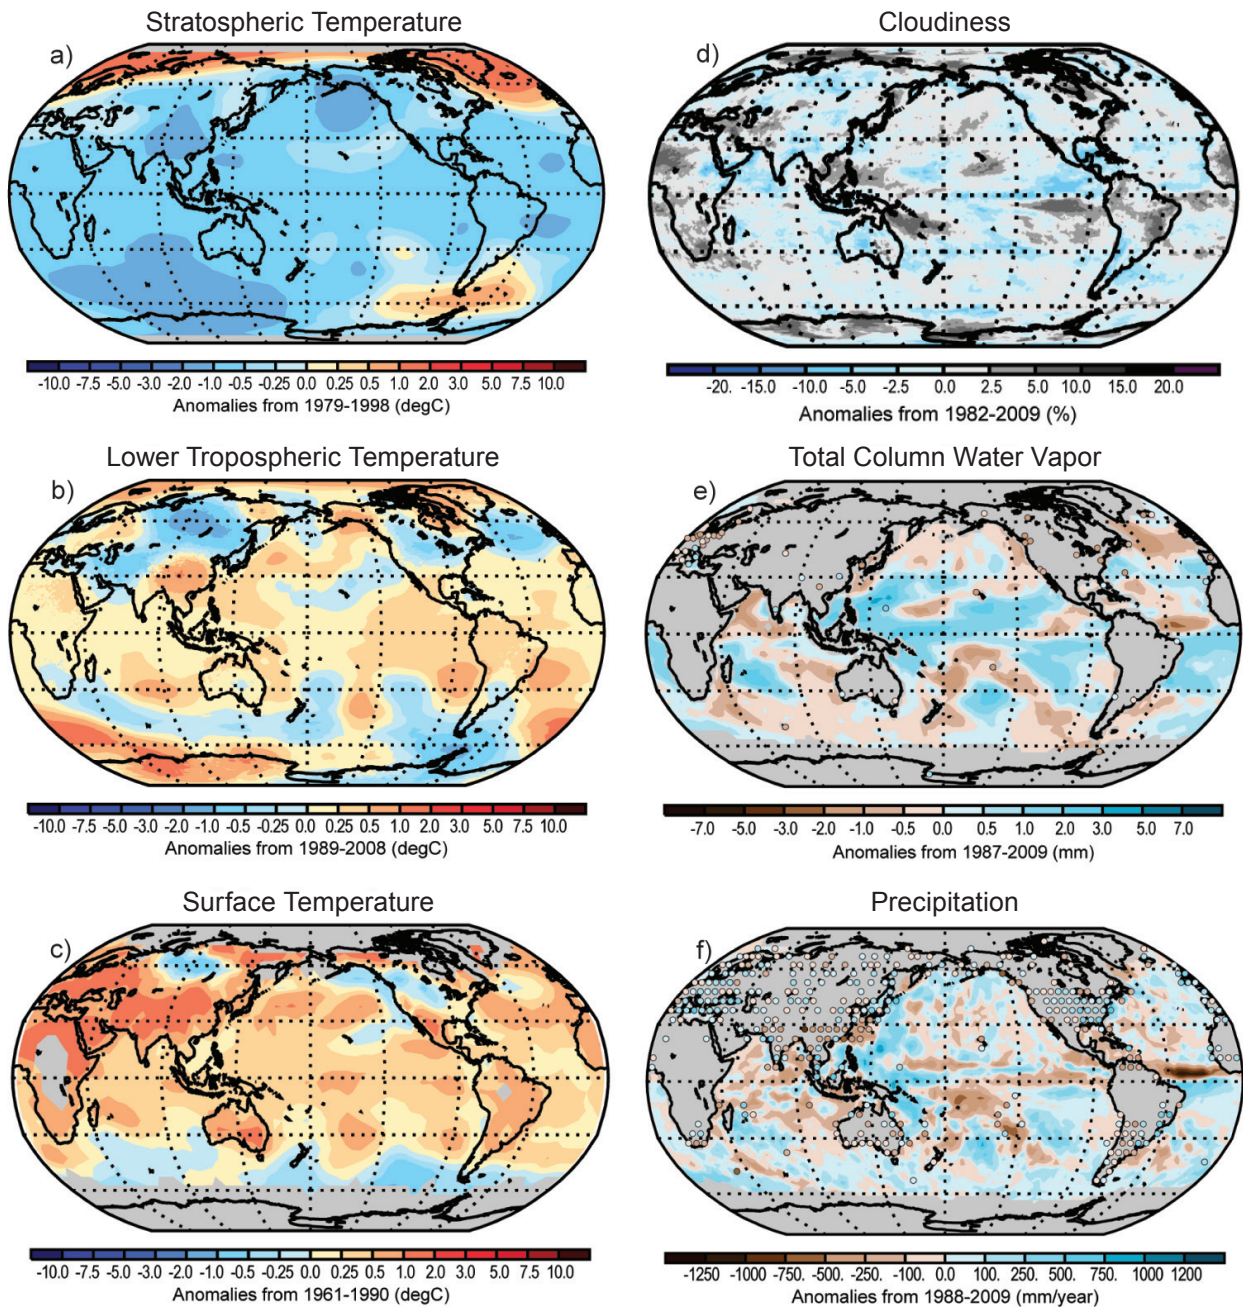 Stratospheric Temperature
a)
-10.0 -7.5 -5.0 -3.0 -2.0 -1.0 -0.5 -0.25 0.0 0.25 0.5 1.0 2.0 3.0 5.0 7.5 10.0
Anomalies from 1979-1998 (degC)
Lower Tropospheric Temperature
b)
-10.0 -7.5 -5.0 -3.0 -2.0 -1.0 -0.5 -0.25 0.0 0.25 0.5 1.0 2.0 3.0 5.0 7.5 10.0
Anomalies from 1989-2008 (degC)
Surface Temperature
c)
-10.0 -7.5 -5.0 -3.0 -2.0 -1.0 -0.5 -0.25 0.0 0.25 0.5 1.0 2.0 3.0 5.0 7.5 10.0
Anomalies from 1961-1990 (degC)
Cloudiness
d)
-20. -15.0 -10.0 -5.0 -2.5 0.0 2.5 5.0 10.0 15.0 20.0
Anomalies from 1982-2009 (%)
Total Column Water Vapor
e)
-7.0 -5.0 -3.0 -2.0 -1.0 -0.5 0.0 0.5 1.0 2.0 3.0 5.0 7.0
Anomalies from 1987-2009 (mm)
Precipitation
f)
-1250 -1000 -750. -500. -250. -100. 0.0 100. 250. 500. 750. 1000 1200
Anomalies from 1988-2009 (mm/year)